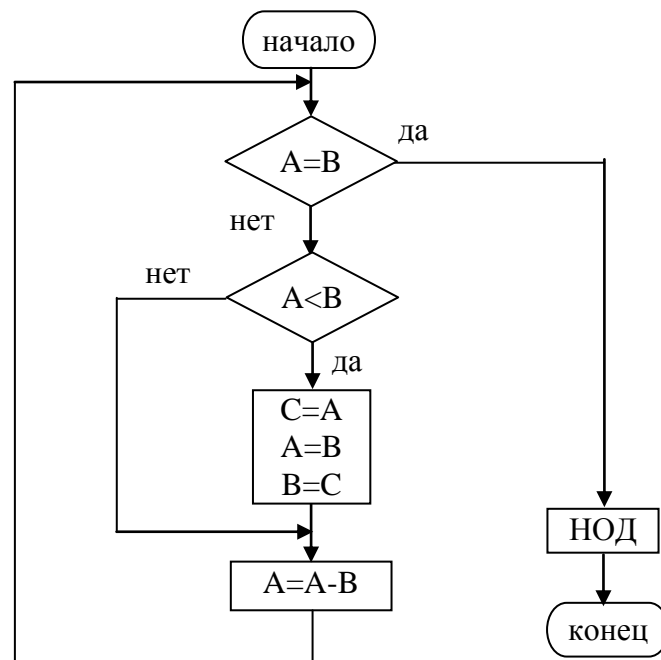 начало
да
A=B
нет
нет
A<B
да
C=A
A=B
B=C
НОД
A=A-B
конец